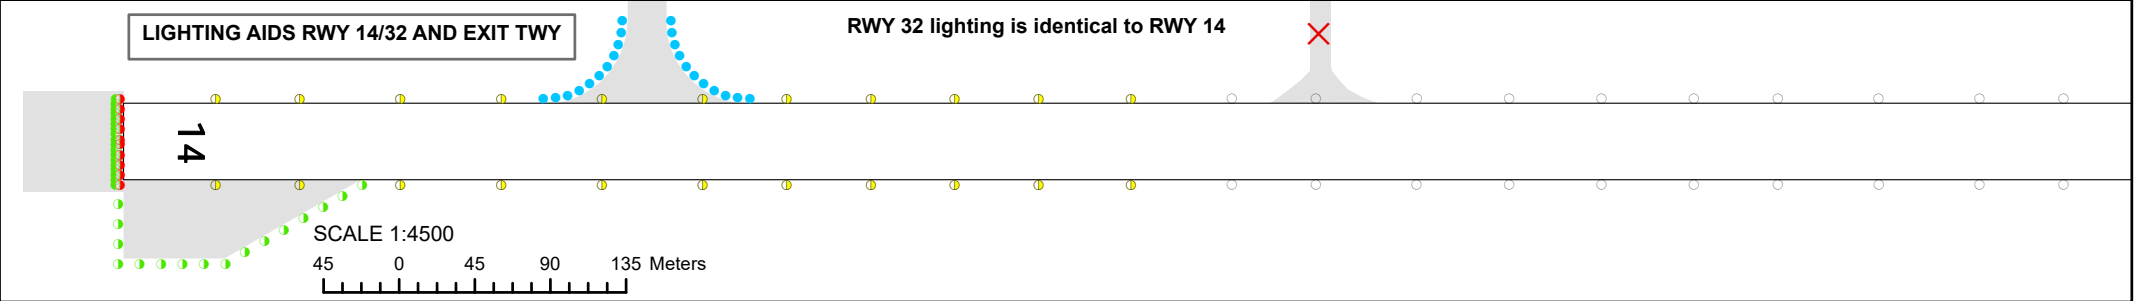 LIGHTING AIDS RWY 14/32 AND EXIT TWY
RWY 32 lighting is identical to RWY 14
14
SCALE 1:4500
45 0 45 90 135 Meters